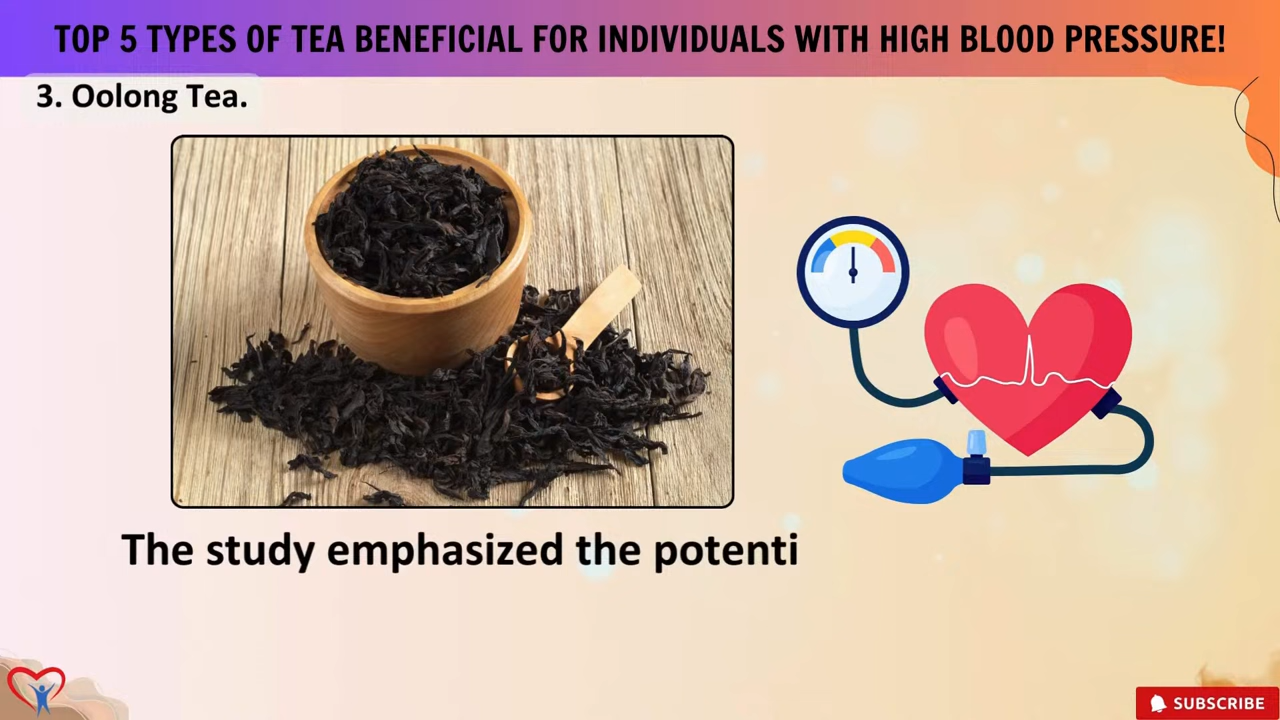 TOP 5 TYPES OF TEA BENEFICIAL FOR INDIVIDUALS WITH HIGH BLOOD PRESSURE!
3. Oolong Tea.
The study emphasized the potenti
SUBSCRIBE